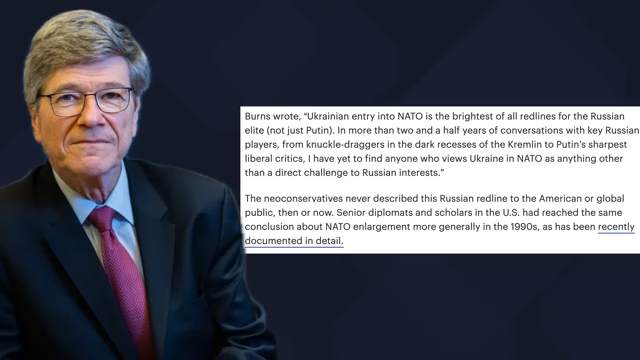 Burns wrote, “Ukrainian entry into NATO is the brightest of all redlines for the Russian
elite (not just Putin). In more than two and a half years of conversations with key Russian
players, from knuckle-draggers in the dark recesses of the Kremlin to Putin’s sharpest
liberal critics, I have yet to find anyone who views Ukraine in NATO as anything other
than a direct challenge to Russian interests.”
The neoconservatives never described this Russian redline to the American or global
public, then or now. Senior diplomats and scholars in the U.S. had reached the same
conclusion about NATO enlargement more generally in the 1990s, as has been recently
documented in detail.